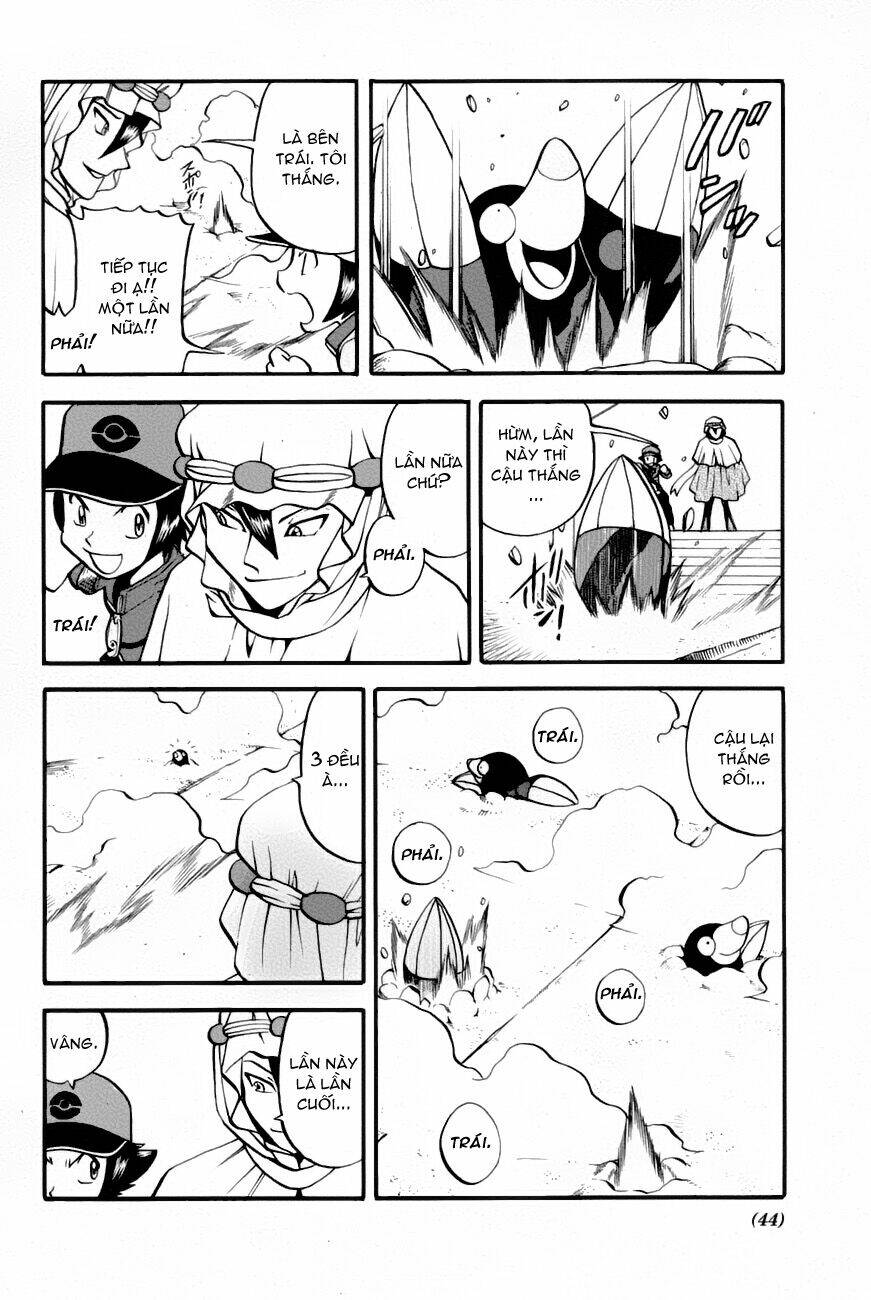 LÀ BÊN
TRÁI. TÔI
THẮNG.
TIẾP TỤC
ĐI Ạ!!
MỘT LẦN
NỮA!!
PHẢI!
HỪM, LẦN
NÀY THÌ
CẬU THẮNG
...
LẦN NỮA
CHỨ?
PHẢI.
TRÁI!
CẬU LẠI
THẮNG
RỒI...
TRÁI.
PHẢI.
PHẢI.
TRÁI.
3 ĐỀU
À...
LẦN NÀY
LÀ LẦN
CUỐI...
VÂNG.
(44)